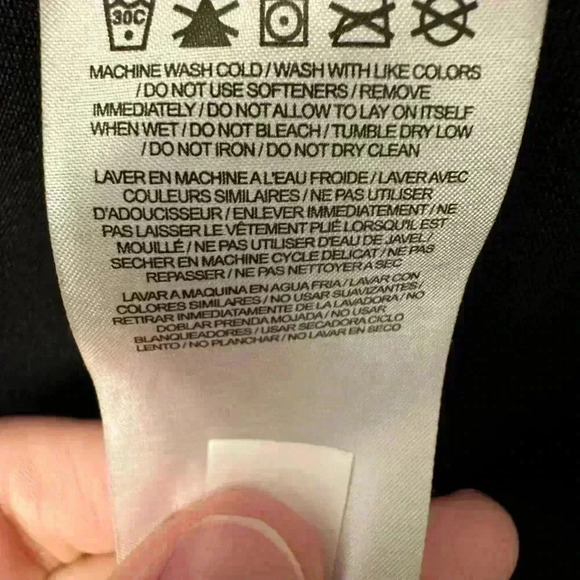 30C
MACHINE WASH COLD / WASH WITH LIKE COLORS
/ DO NOT USE SOFTENERS / REMOVE
IMMEDIATELY / DO NOT ALLOW TO LAY ON ITSELF
WHEN WET / DO NOT BLEACH / TUMBLE DRY LOW
/ DO NOT IRON / DO NOT DRY CLEAN
LAVER EN MACHINE A L'EAU FROIDE / LAVER AVEC
COULEURS SIMILAIRES / NE PAS UTILISER
D'ADOUCISSEUR / ENLEVER IMMEDIATEMENT / NE
PAS LAISSER LE VÊTEMENT PLIÉ LORSQU'IL EST
MOUILLÉ / NE PAS UTILISER D'EAU DE JAVEL /
SECHER EN MACHINE CYCLE DELICAT / NE PAS
REPASSER / NE PAS NETTOYER A SEC
LAVAR A MAQUINA EN AGUA FRIA / LAVAR CON
COLORES SIMILARES / NO USAR SUAVIZANTES /
RETIRAR INMEDIATAMENTE DE LA LAVADORA / NO
DOBLAR PRENDA MOJADA / NO USAR
BLANQUEADORES / USAR SECADORA CICLO
LENTO / NO PLANCHAR / NO LAVAR EN SECO